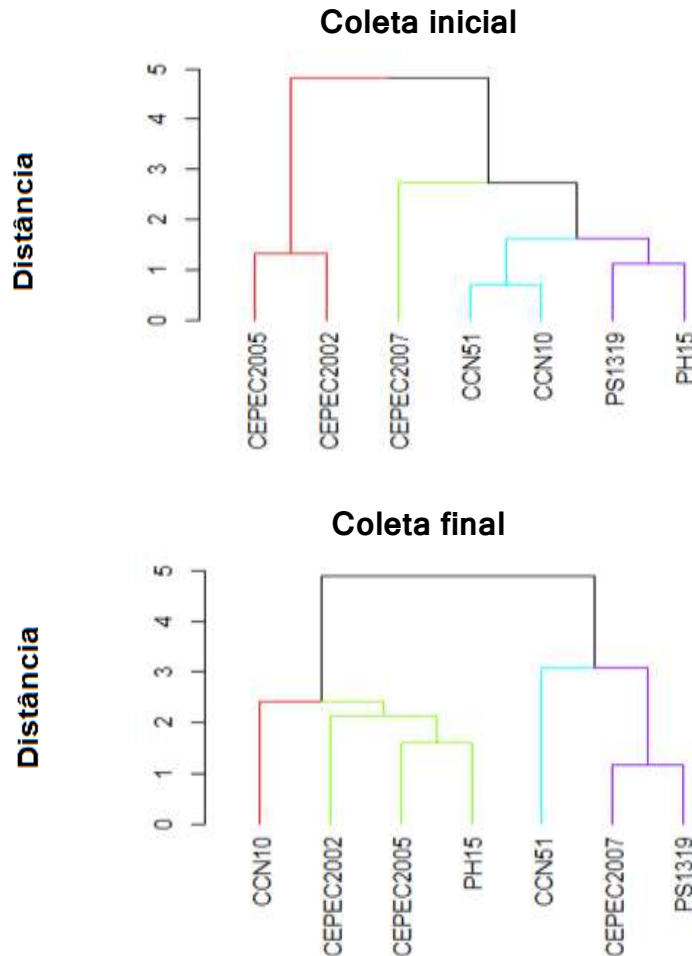 Coleta inicial
Distância
5
4
3
2
1
0
CEPEC2005
CEPEC2002
CEPEC2007
CCN51
CCN10
PS1319
PH15
Coleta final
Distância
5
4
3
2
1
0
CCN10
CEPEC2002
CEPEC2005
PH15
CCN51
CEPEC2007
PS1319